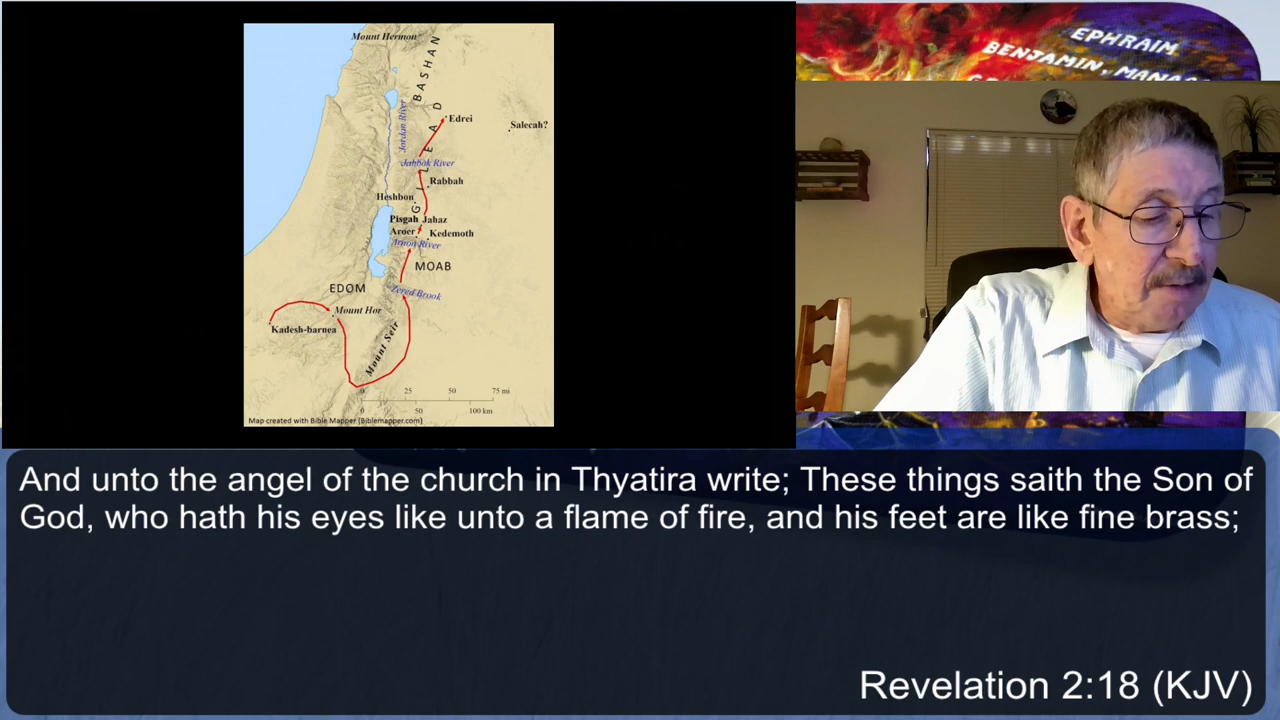 Mount Hermon
BASHAN
Jordan River
GILEAD
Edrei
Salecah?
Jabbok River
Rabbah
Heshbon
Pisgah
Jahaz
Aroer
Kedemoth
Arnon River
MOAB
EDOM
Zered Brook
Mount Hor
Kadesh-barnea
Mount Seir
0 25 50 75 mi
0 50 100 km
Map created with Bible Mapper (Biblemapper.com)
EPHRAIM
BENJAMIN, MANAS
And unto the angel of the church in Thyatira write; These things saith the Son of
God, who hath his eyes like unto a flame of fire, and his feet are like fine brass;
Revelation 2:18 (KJV)